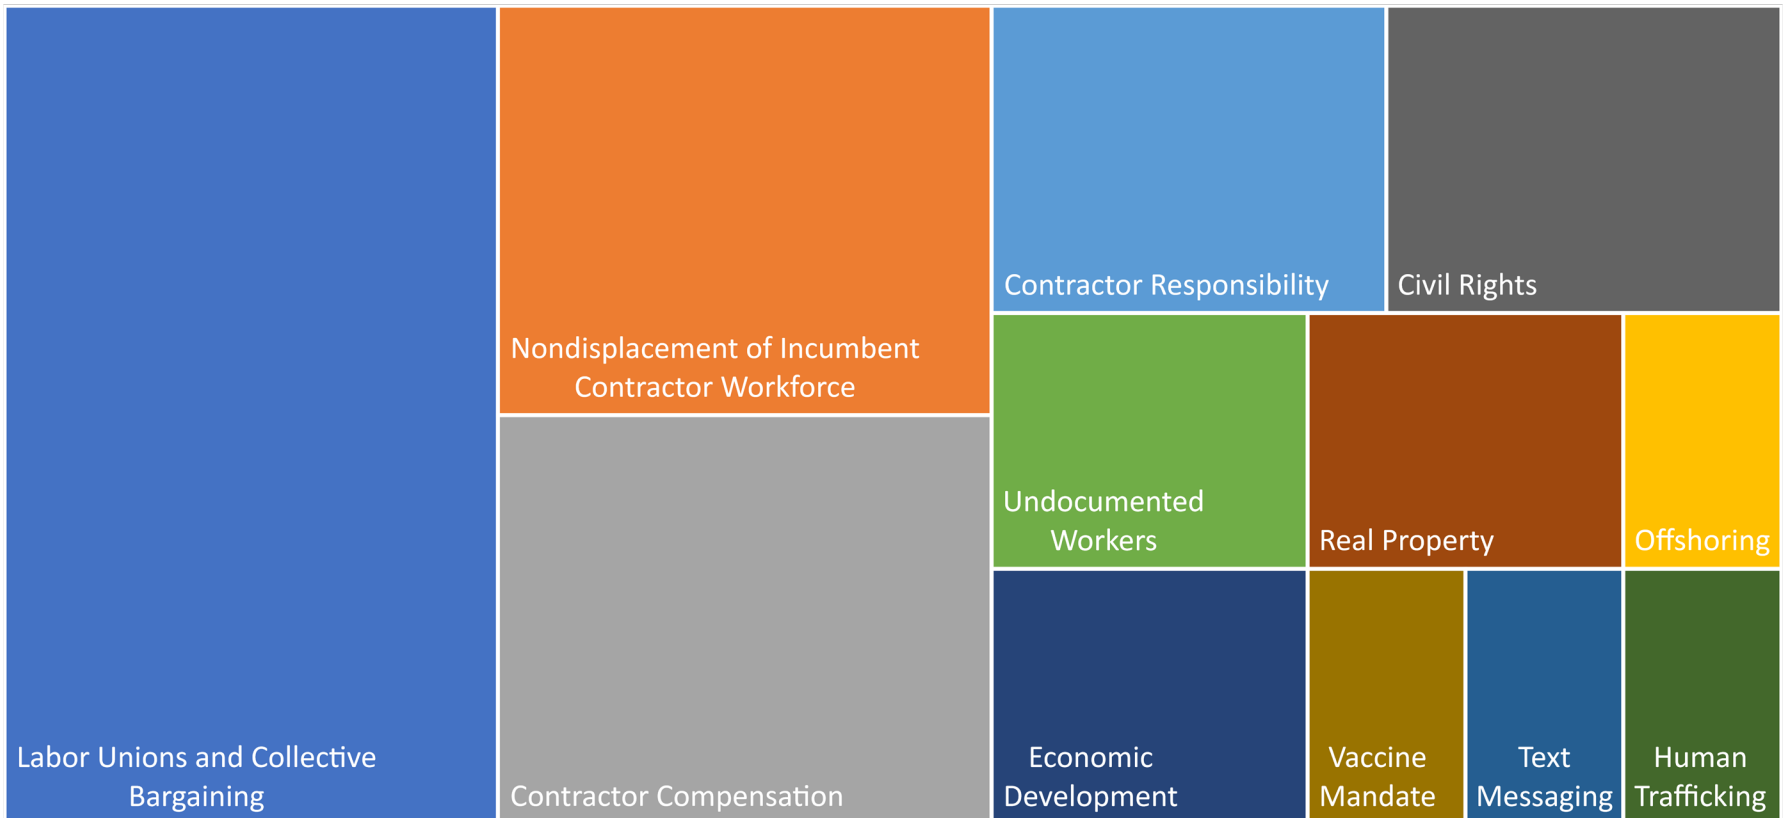 Labor Unions and Collective
Bargaining
Nondisplacement of Incumbent
Contractor Workforce
Contractor Compensation
Contractor Responsibility
Civil Rights
Undocumented
Workers
Real Property
Offshoring
Economic
Development
Vaccine
Mandate
Text
Messaging
Human
Trafficking